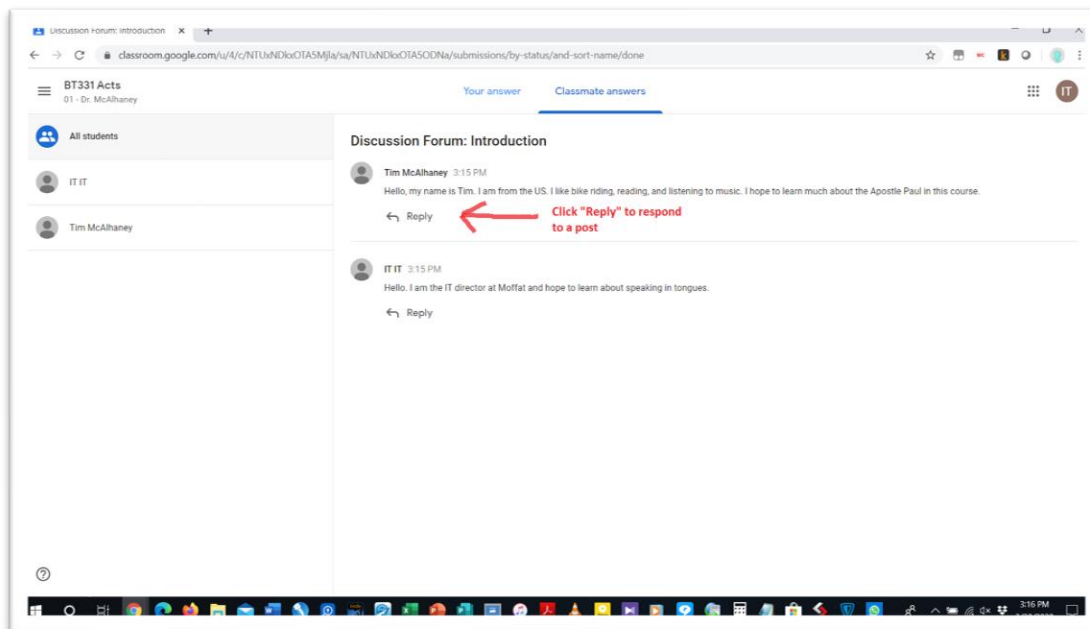 Discussion Forum: Introduction
classroom.google.com/u/4/c/NTUxNDkxOTA5Mjla/sa/NTUxNDkxOTA5ODNa/submissions/by-status/and-sort-name/done
BT331 Acts
01 - Dr. McAlhaney
Your answer Classmate answers
IT
All students
IT IT
Tim McAlhaney
Discussion Forum: Introduction
Tim McAlhaney 3:15 PM
Hello, my name is Tim. I am from the US. I like bike riding, reading, and listening to music. I hope to learn much about the Apostle Paul in this course.
Reply
Click "Reply" to respond
to a post
IT IT 3:15 PM
Hello. I am the IT director at Moffat and hope to learn about speaking in tongues.
Reply
3:16 PM